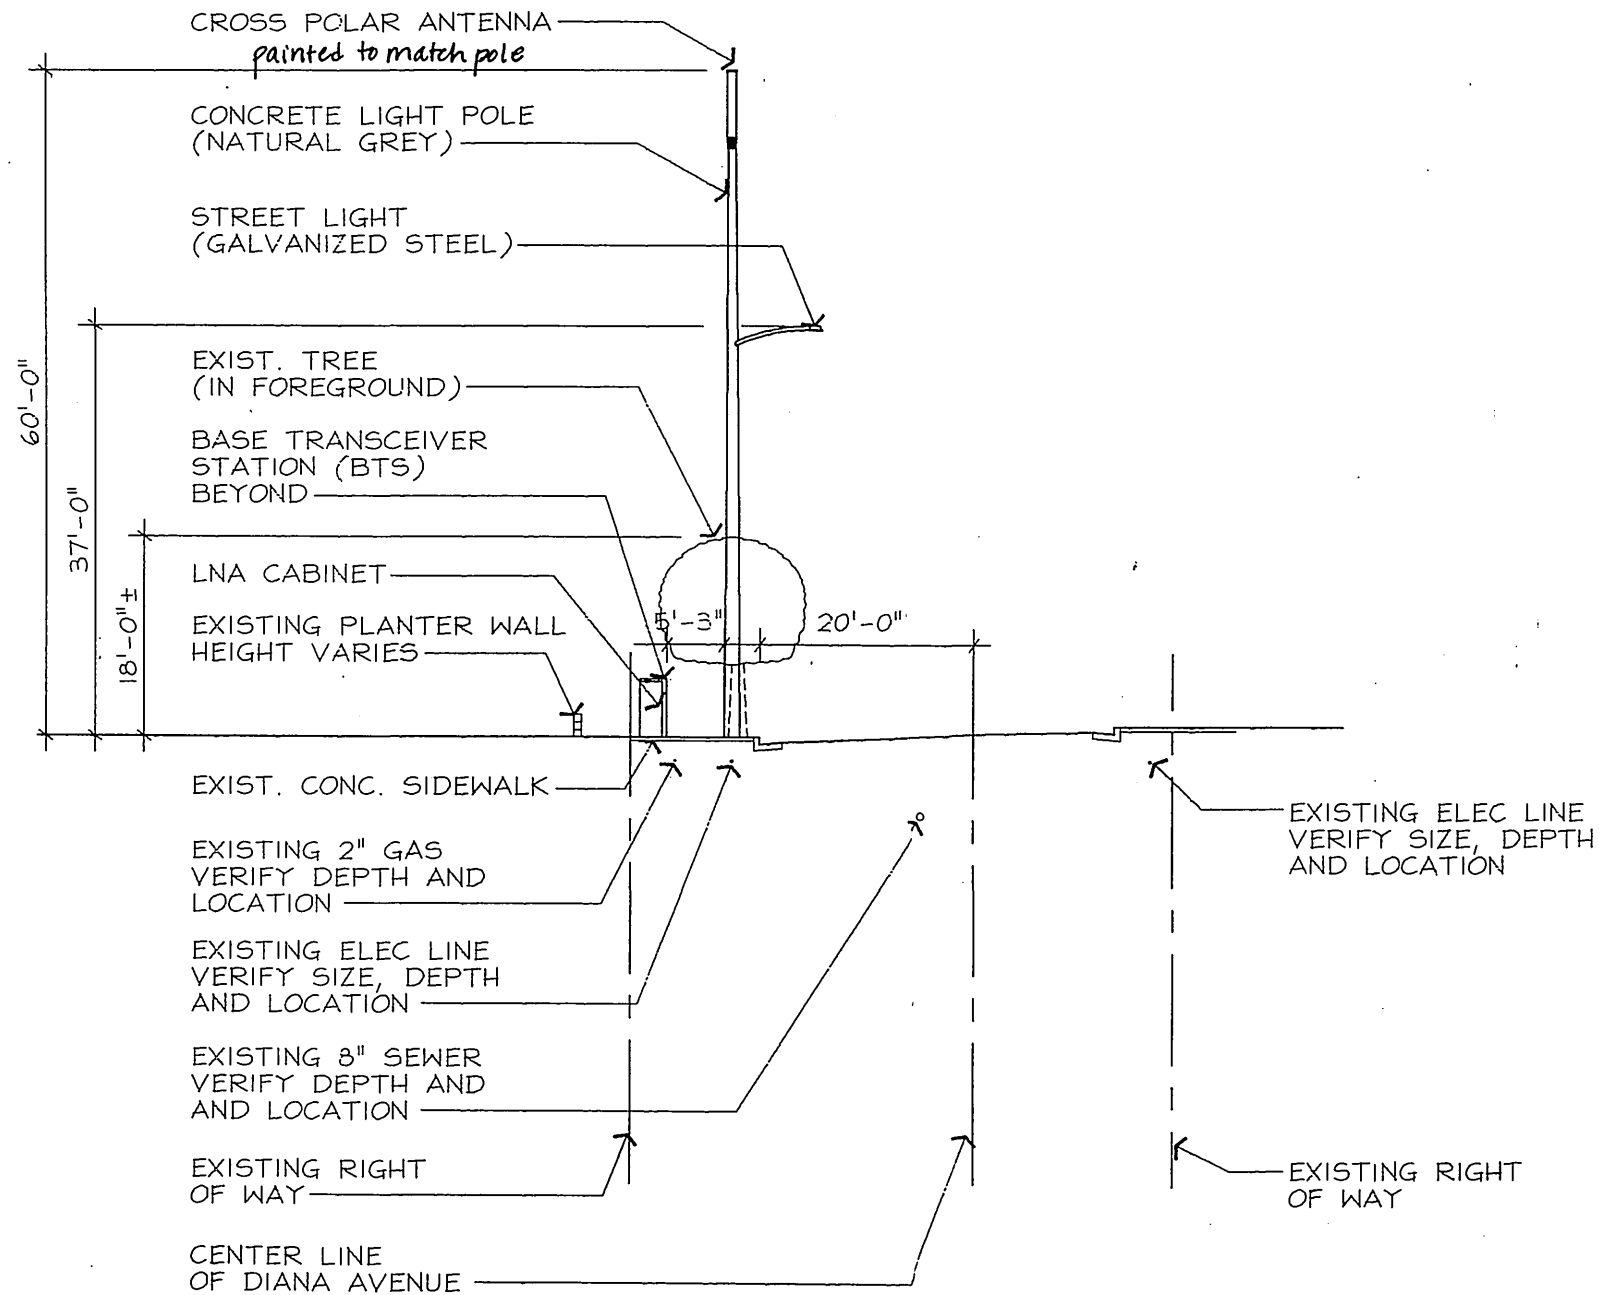 CROSS POLAR ANTENNA
painted to match pole
CONCRETE LIGHT POLE
(NATURAL GREY)
STREET LIGHT
(GALVANIZED STEEL)
EXIST. TREE
(IN FOREGROUND)
BASE TRANSCEIVER
STATION (BTS)
BEYOND
LNA CABINET
EXISTING PLANTER WALL
HEIGHT VARIES
60'-0"
37'-0"
18'-0"±
5'-3"
20'-0"
EXIST. CONC. SIDEWALK
EXISTING 2" GAS
VERIFY DEPTH AND
LOCATION
EXISTING ELEC LINE
VERIFY SIZE, DEPTH
AND LOCATION
EXISTING 8" SEWER
VERIFY DEPTH AND
AND LOCATION
EXISTING RIGHT
OF WAY
CENTER LINE
OF DIANA AVENUE
EXISTING ELEC LINE
VERIFY SIZE, DEPTH
AND LOCATION
EXISTING RIGHT
OF WAY